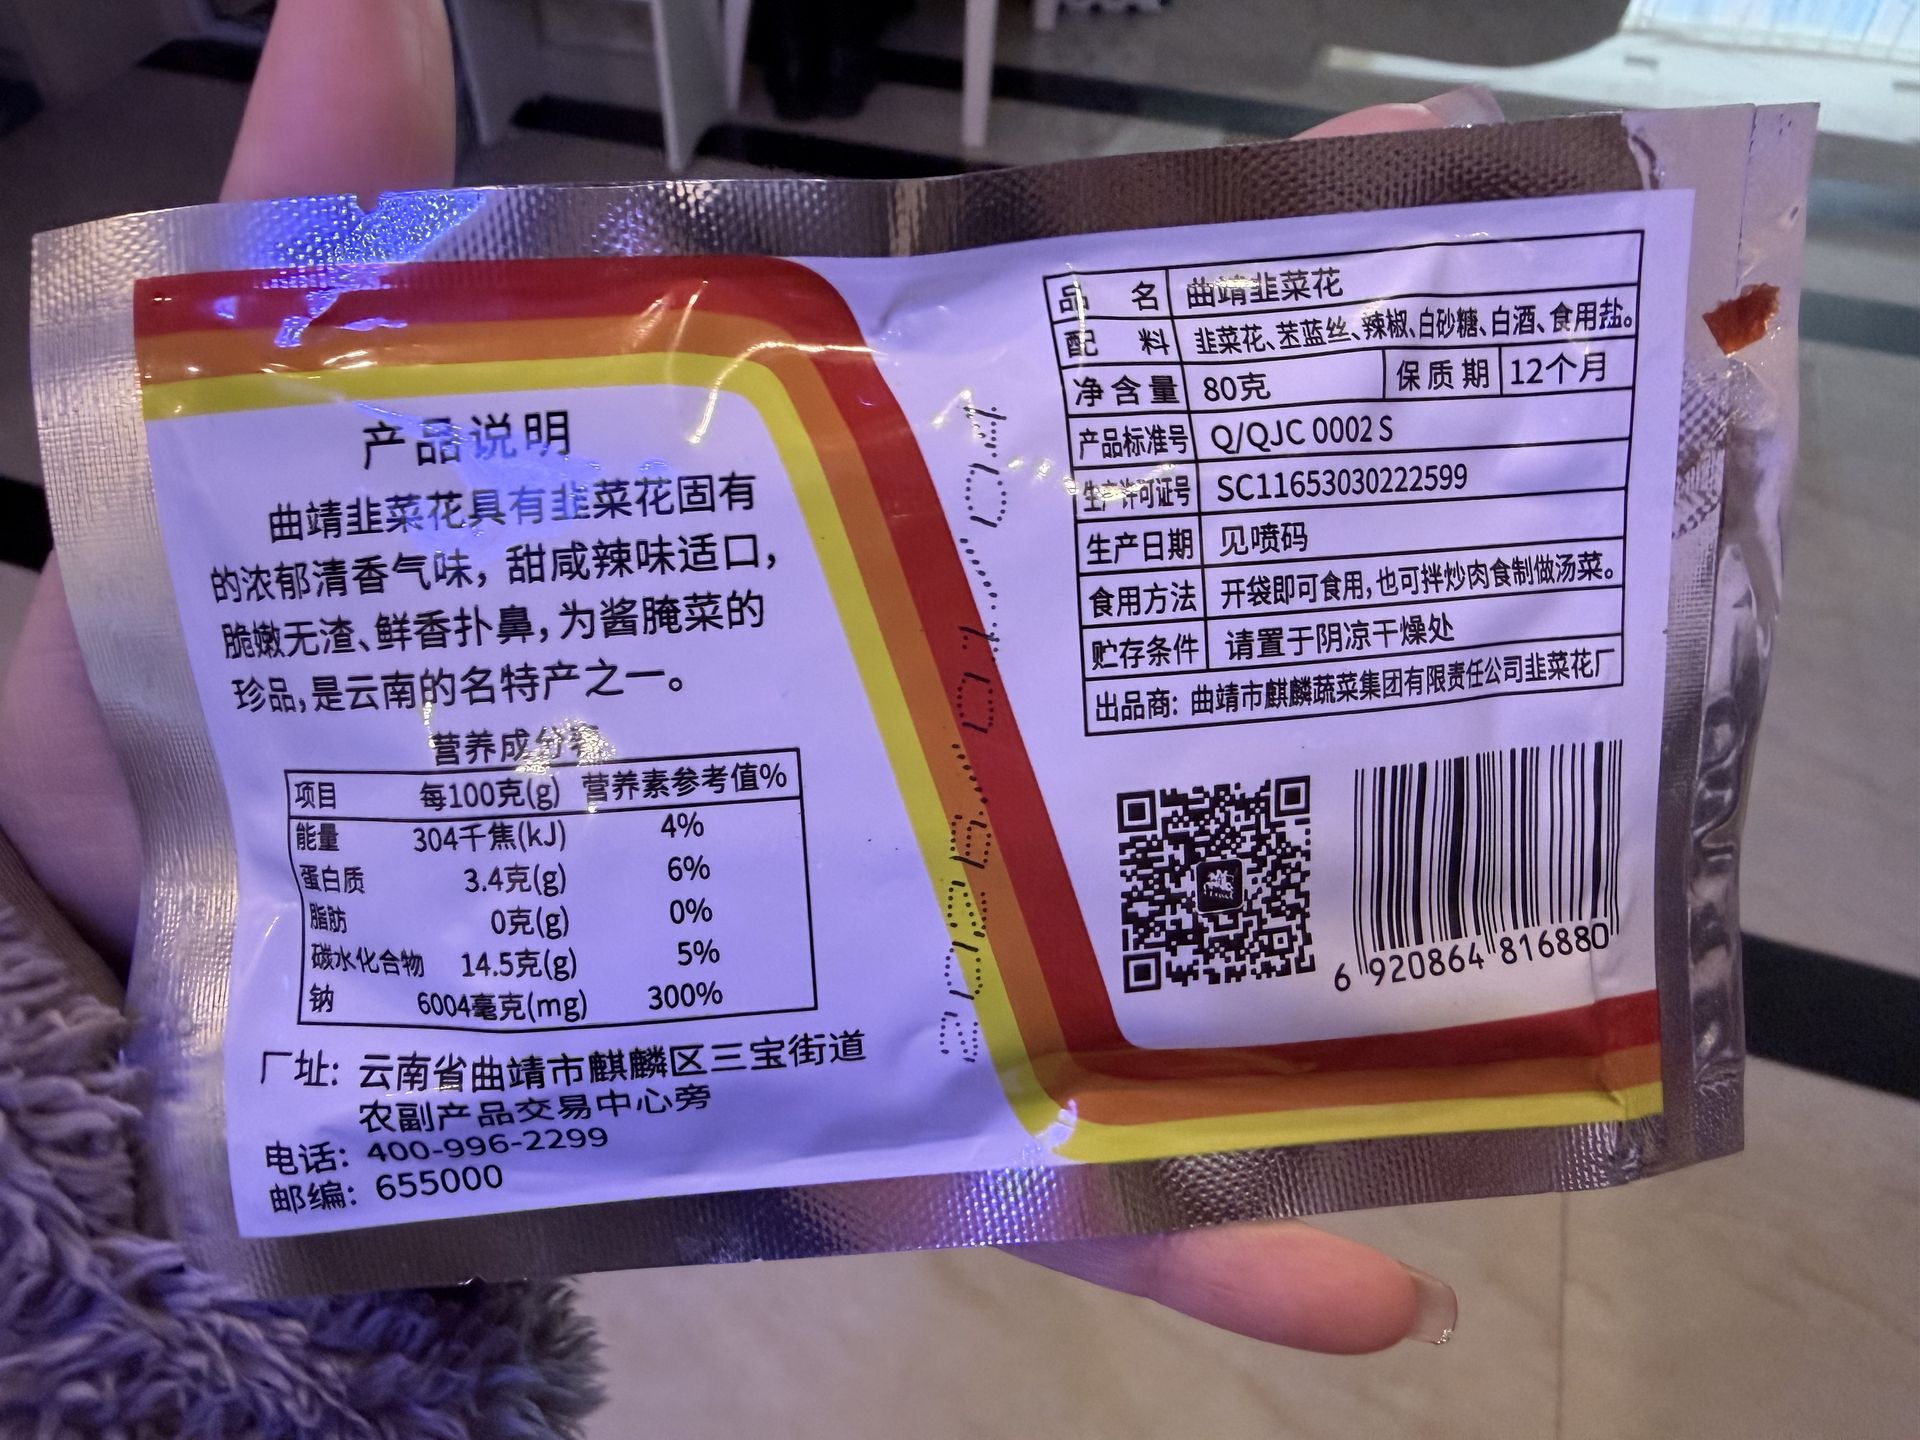 产品说明
曲靖韭菜花具有韭菜花固有
的浓郁清香气味，甜咸辣味适口，
脆嫩无渣、鲜香扑鼻，为酱腌菜的
珍品，是云南的名特产之一。
营养成分表
项目 每100克(g) 营养素参考值%
能量 304千焦(kJ) 4%
蛋白质 3.4克(g) 6%
脂肪 0克(g) 0%
碳水化合物 14.5克(g) 5%
钠 6004毫克(mg) 300%
厂址：云南省曲靖市麒麟区三宝街道
农副产品交易中心旁
电话：400-996-2299
邮编：655000
品名 曲靖韭菜花
配料 韭菜花、苤蓝丝、辣椒、白砂糖、白酒、食用盐。
净含量 80克 保质期 12个月
产品标准号 Q/QJC 0002 S
生产许可证号 SC11653030222599
生产日期 见喷码
食用方法 开袋即可食用，也可拌炒肉食制做汤菜。
贮存条件 请置于阴凉干燥处
出品商：曲靖市麒麟蔬菜集团有限责任公司韭菜花厂
6 920864 816880